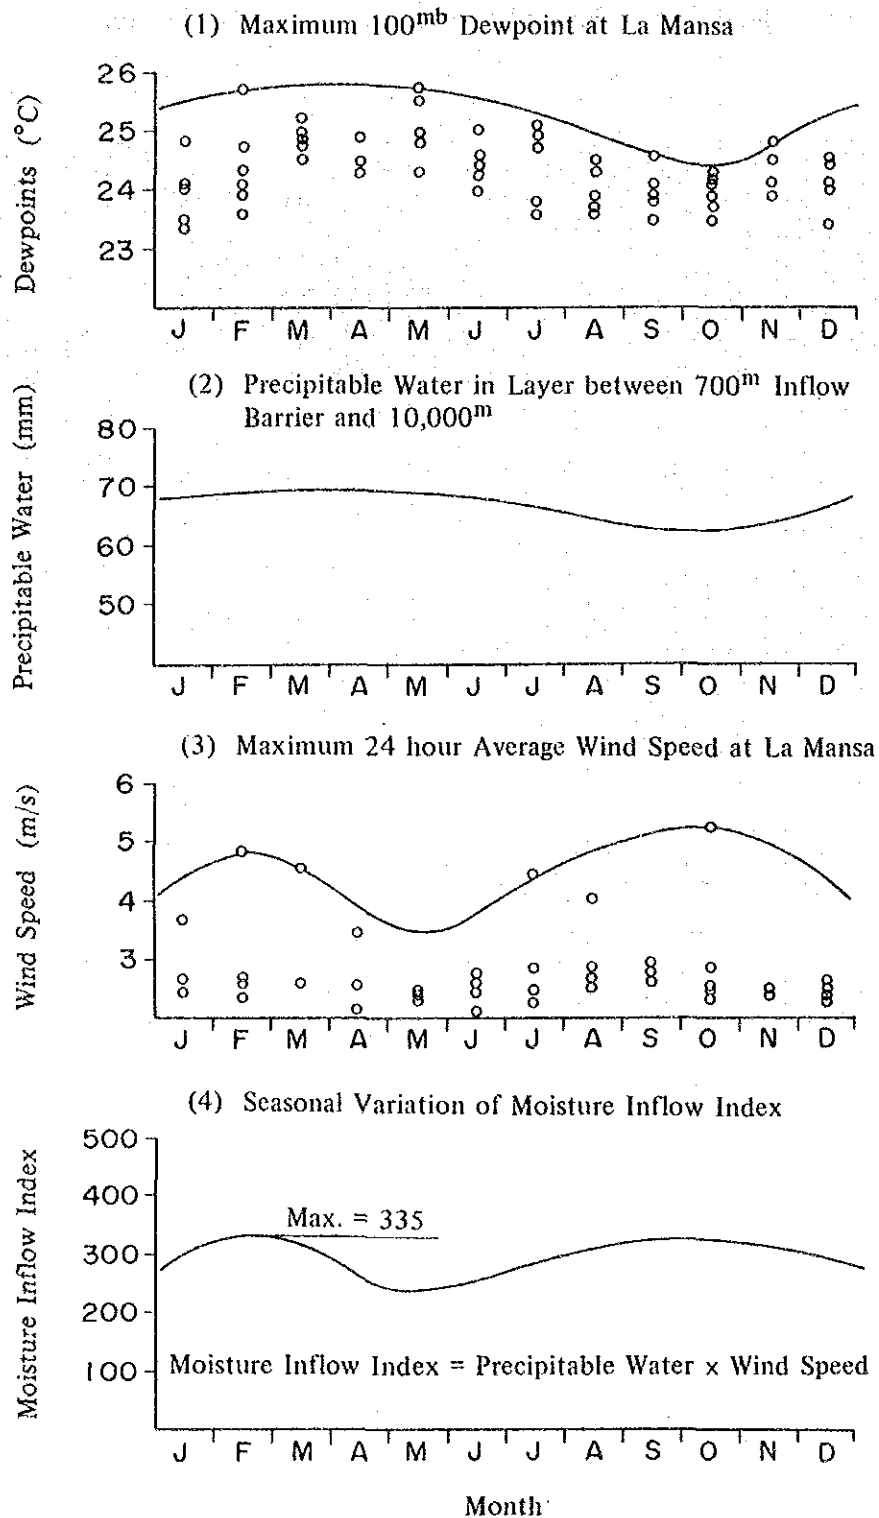 (1) Maximum 100mb Dewpoint at La Mansa
Dewpoints (°C)
26
25
24
23
J F M A M J J A S O N D
(2) Precipitable Water in Layer between 700m Inflow
Barrier and 10,000m
Precipitable Water (mm)
80
70
60
50
J F M A M J J A S O N D
(3) Maximum 24 hour Average Wind Speed at La Mansa
Wind Speed (m/s)
6
5
4
3
J F M A M J J A S O N D
(4) Seasonal Variation of Moisture Inflow Index
Moisture Inflow Index
500
400
300
200
100
Max. = 335
Moisture Inflow Index = Precipitable Water x Wind Speed
J F M A M J J A S O N D
Month